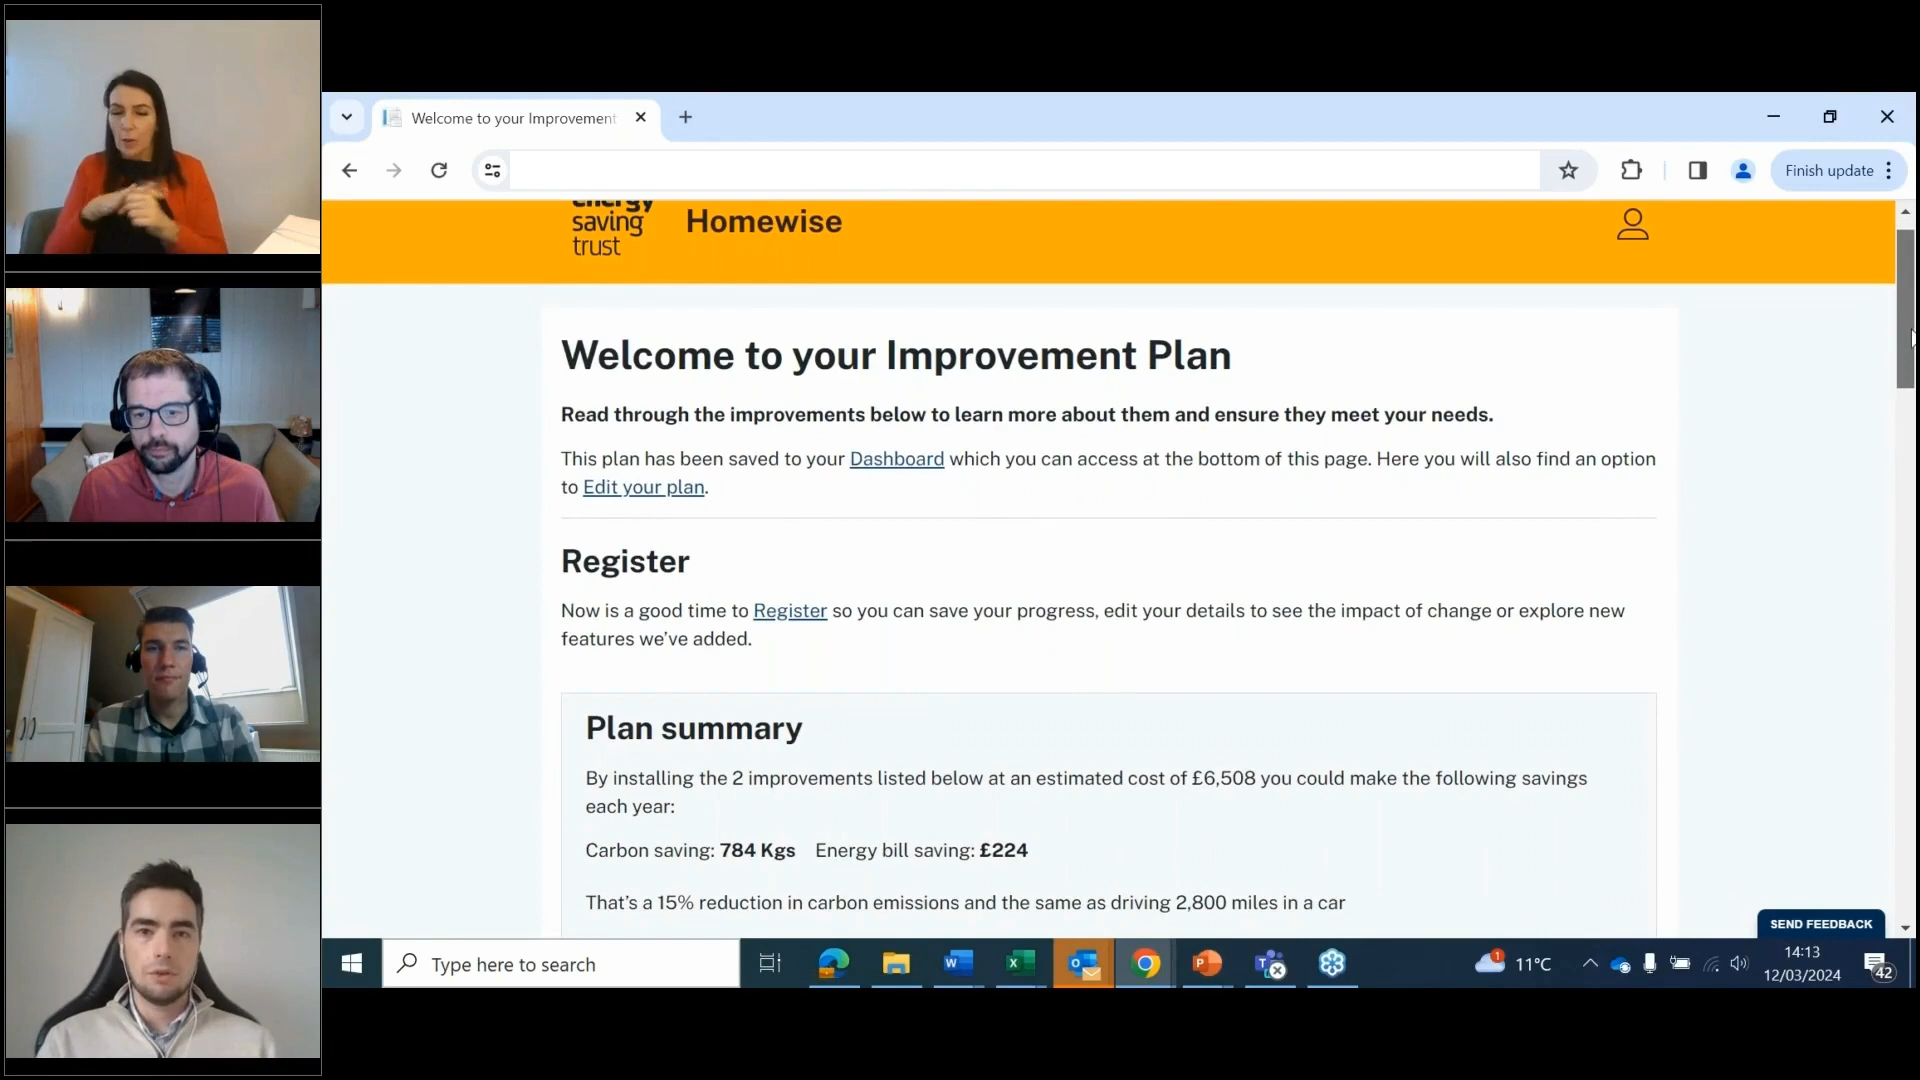 Welcome to your Improvement
Finish update
energy
saving
trust
Homewise
Welcome to your Improvement Plan
Read through the improvements below to learn more about them and ensure they meet your needs.
This plan has been saved to your Dashboard which you can access at the bottom of this page. Here you will also find an option
to Edit your plan.
Register
Now is a good time to Register so you can save your progress, edit your details to see the impact of change or explore new
features we've added.
Plan summary
By installing the 2 improvements listed below at an estimated cost of £6,508 you could make the following savings
each year:
Carbon saving: 784 Kgs Energy bill saving: £224
That's a 15% reduction in carbon emissions and the same as driving 2,800 miles in a car
SEND FEEDBACK
Type here to search
1
11°C
14:13
12/03/2024
42